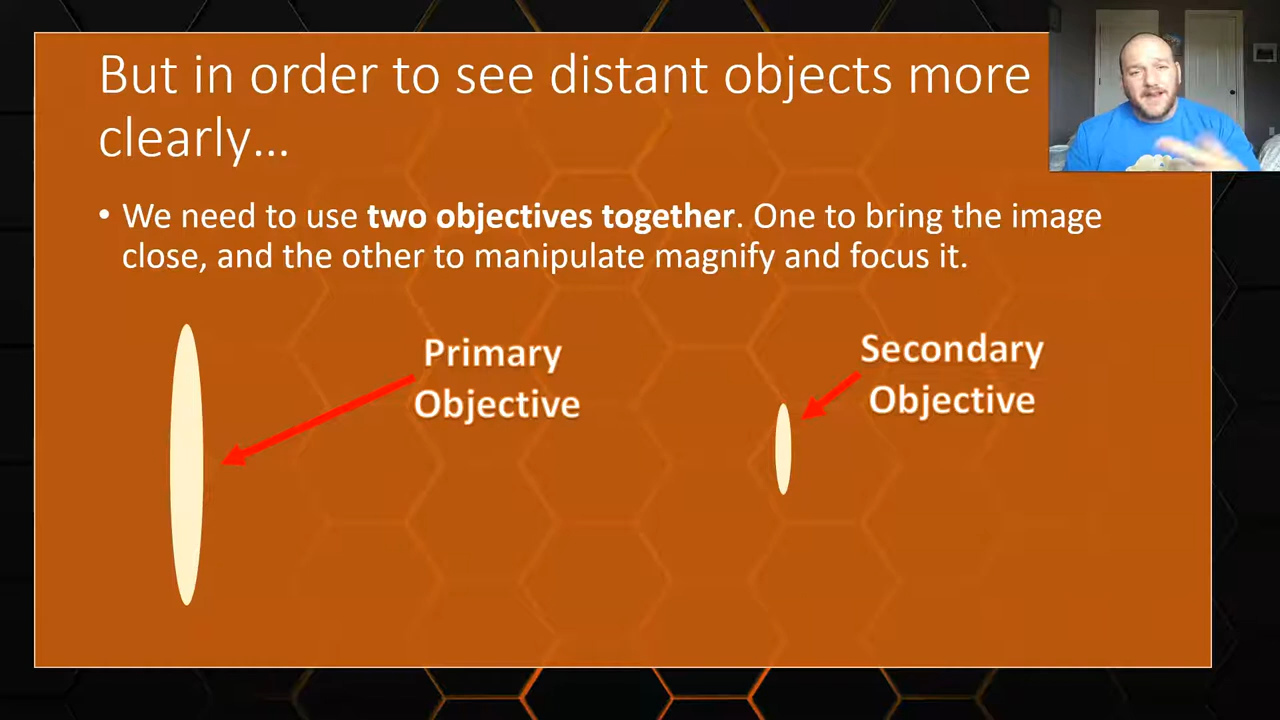 But in order to see distant objects more
clearly…
• We need to use two objectives together. One to bring the image
close, and the other to manipulate magnify and focus it.
Primary
Objective
Secondary
Objective